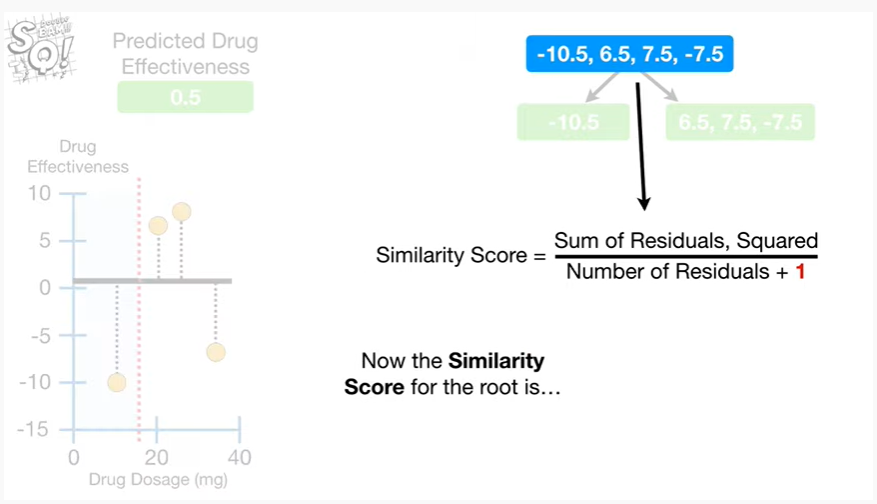 Predicted Drug
Effectiveness
0.5
-10.5, 6.5, 7.5, -7.5
-10.5
6.5, 7.5, -7.5
Drug
Effectiveness
10
5
0
-5
-10
-15
0
20
40
Drug Dosage (mg)
Similarity Score =
Sum of Residuals, Squared
Number of Residuals + 1
Now the Similarity
Score for the root is…